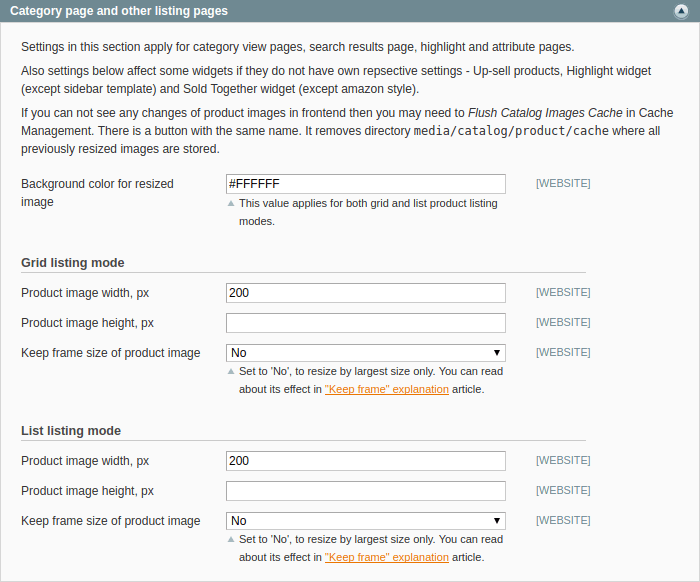 Category page and other listing pages
Settings in this section apply for category view pages, search results page, highlight and attribute pages.
Also settings below affect some widgets if they do not have own repsective settings - Up-sell products, Highlight widget
(except sidebar template) and Sold Together widget (except amazon style).
If you can not see any changes of product images in frontend then you may need to Flush Catalog Images Cache in Cache
Management. There is a button with the same name. It removes directory media/catalog/product/cache where all
previously resized images are stored.
Background color for resized
image
#FFFFFF
[WEBSITE]
This value applies for both grid and list product listing
modes.
Grid listing mode
Product image width, px 200 [WEBSITE]
Product image height, px [WEBSITE]
Keep frame size of product image No [WEBSITE]
Set to 'No', to resize by largest size only. You can read
about its effect in "Keep frame" explanation article.
List listing mode
Product image width, px 200 [WEBSITE]
Product image height, px [WEBSITE]
Keep frame size of product image No [WEBSITE]
Set to 'No', to resize by largest size only. You can read
about its effect in "Keep frame" explanation article.